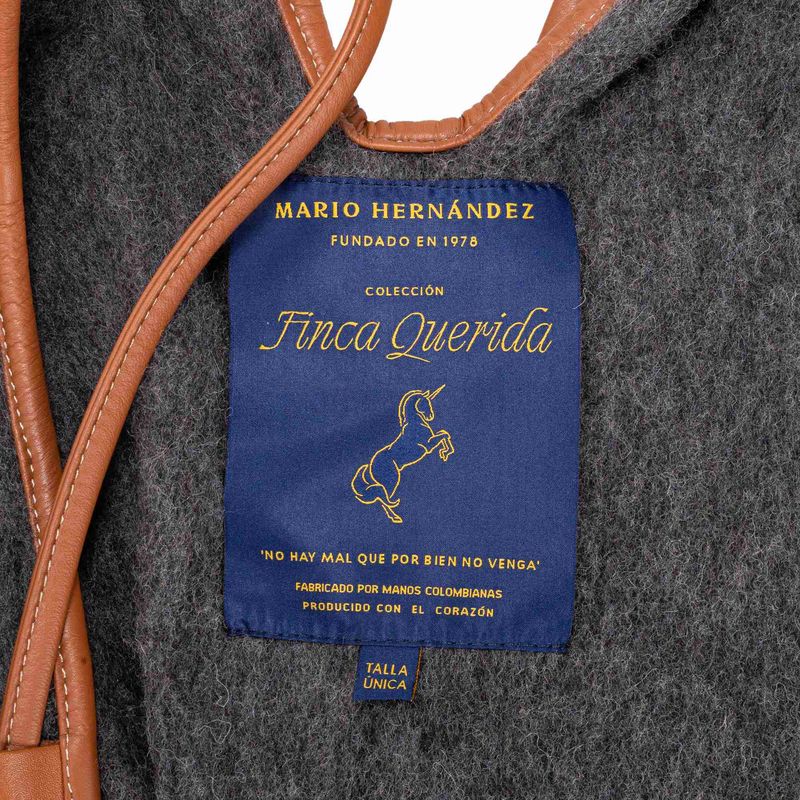 MARIO HERNÁNDEZ
FUNDADO EN 1978
COLECCIÓN
Finca Querida
'NO HAY MAL QUE POR BIEN NO VENGA'
FABRICADO POR MANOS COLOMBIANAS
PRODUCIDO CON EL CORAZÓN
TALLA
ÚNICA